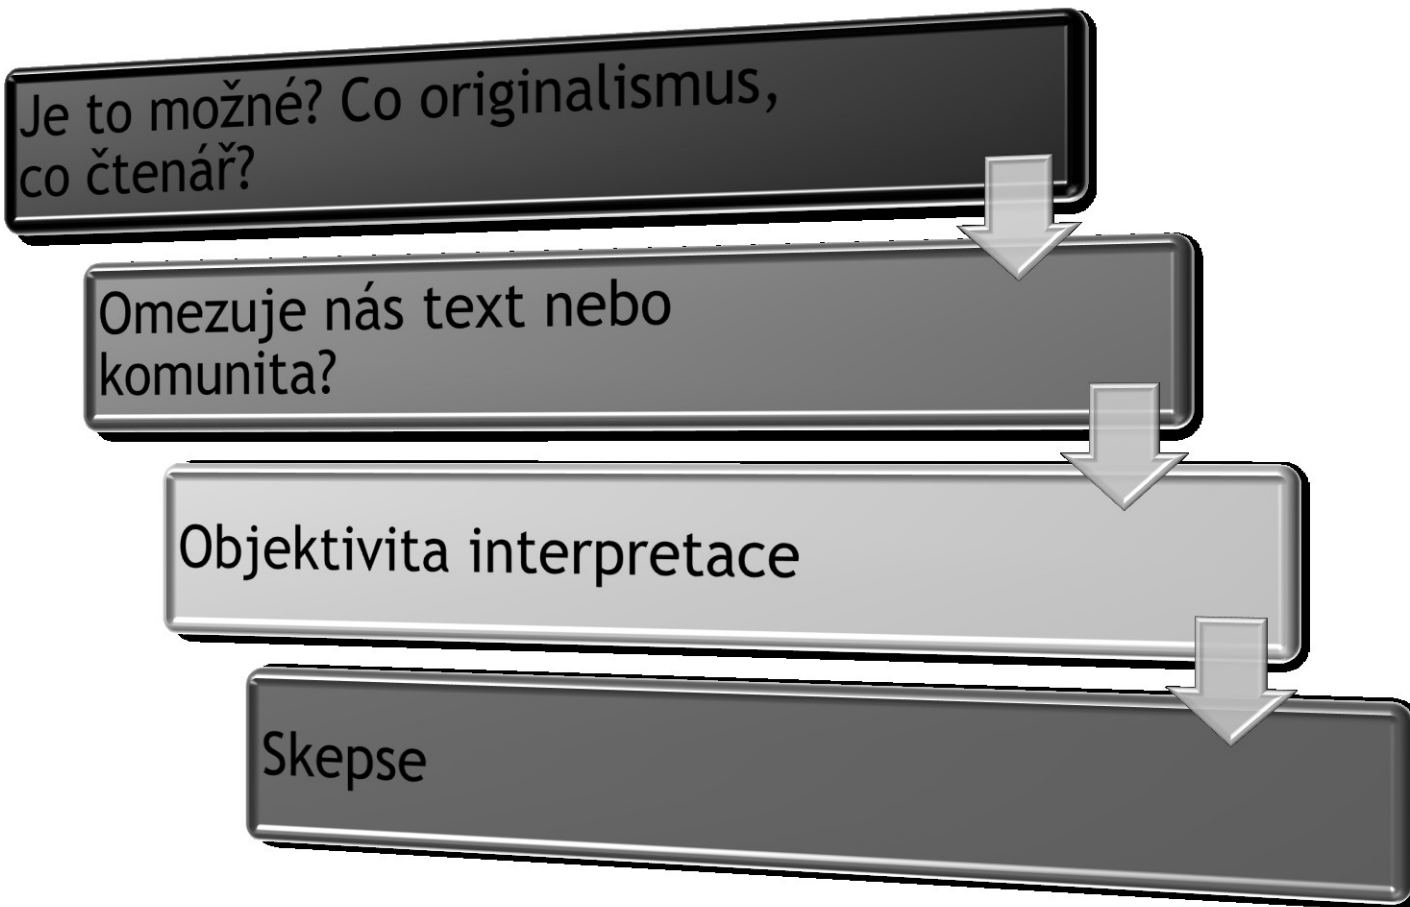 Je to možné? Co originalismus,
co čtenář?
Omezuje nás text nebo
komunita?
Objektivita interpretace
Skepse